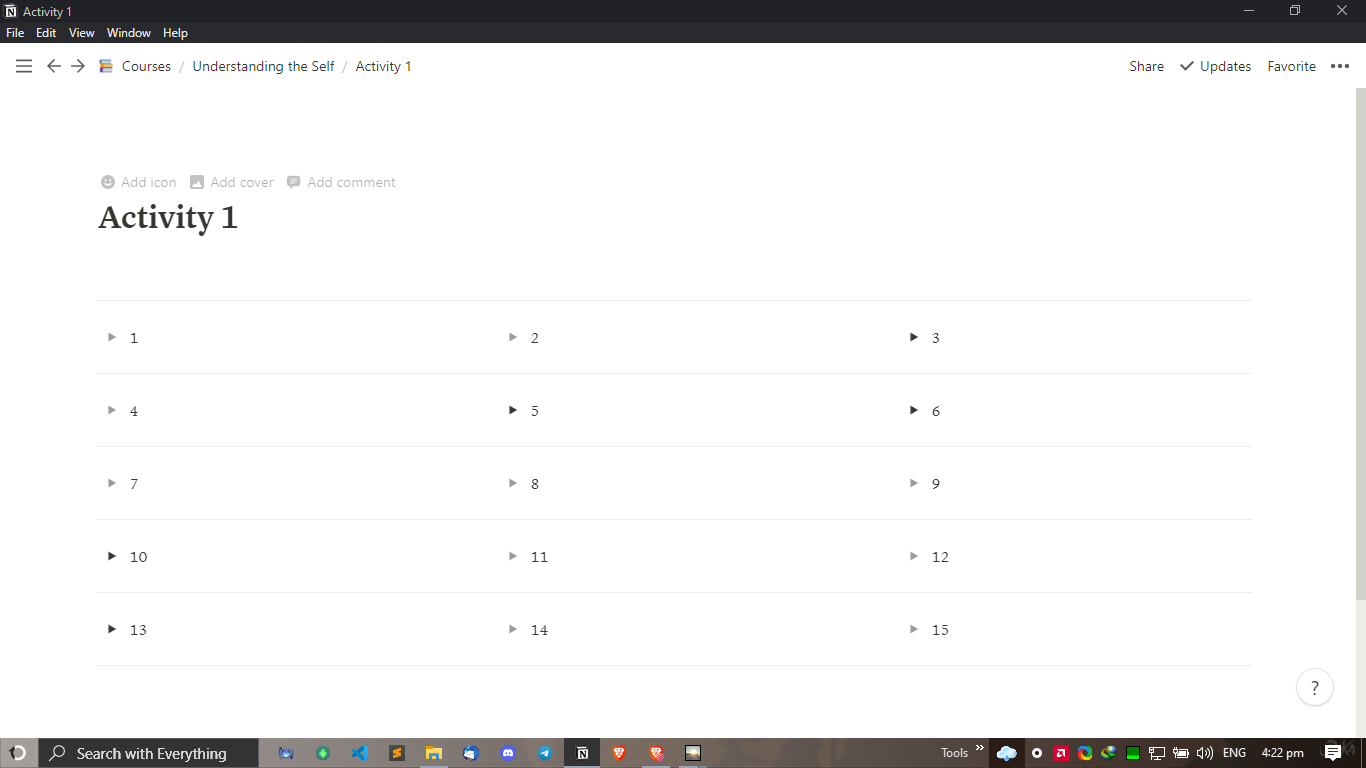 Activity 1
File Edit View Window Help
Courses / Understanding the Self / Activity 1 Share Updates Favorite
Add icon Add cover Add comment
Activity 1
1 2 3
4 5 6
7 8 9
10 11 12
13 14 15
?
Search with Everything Tools ENG 4:22 pm